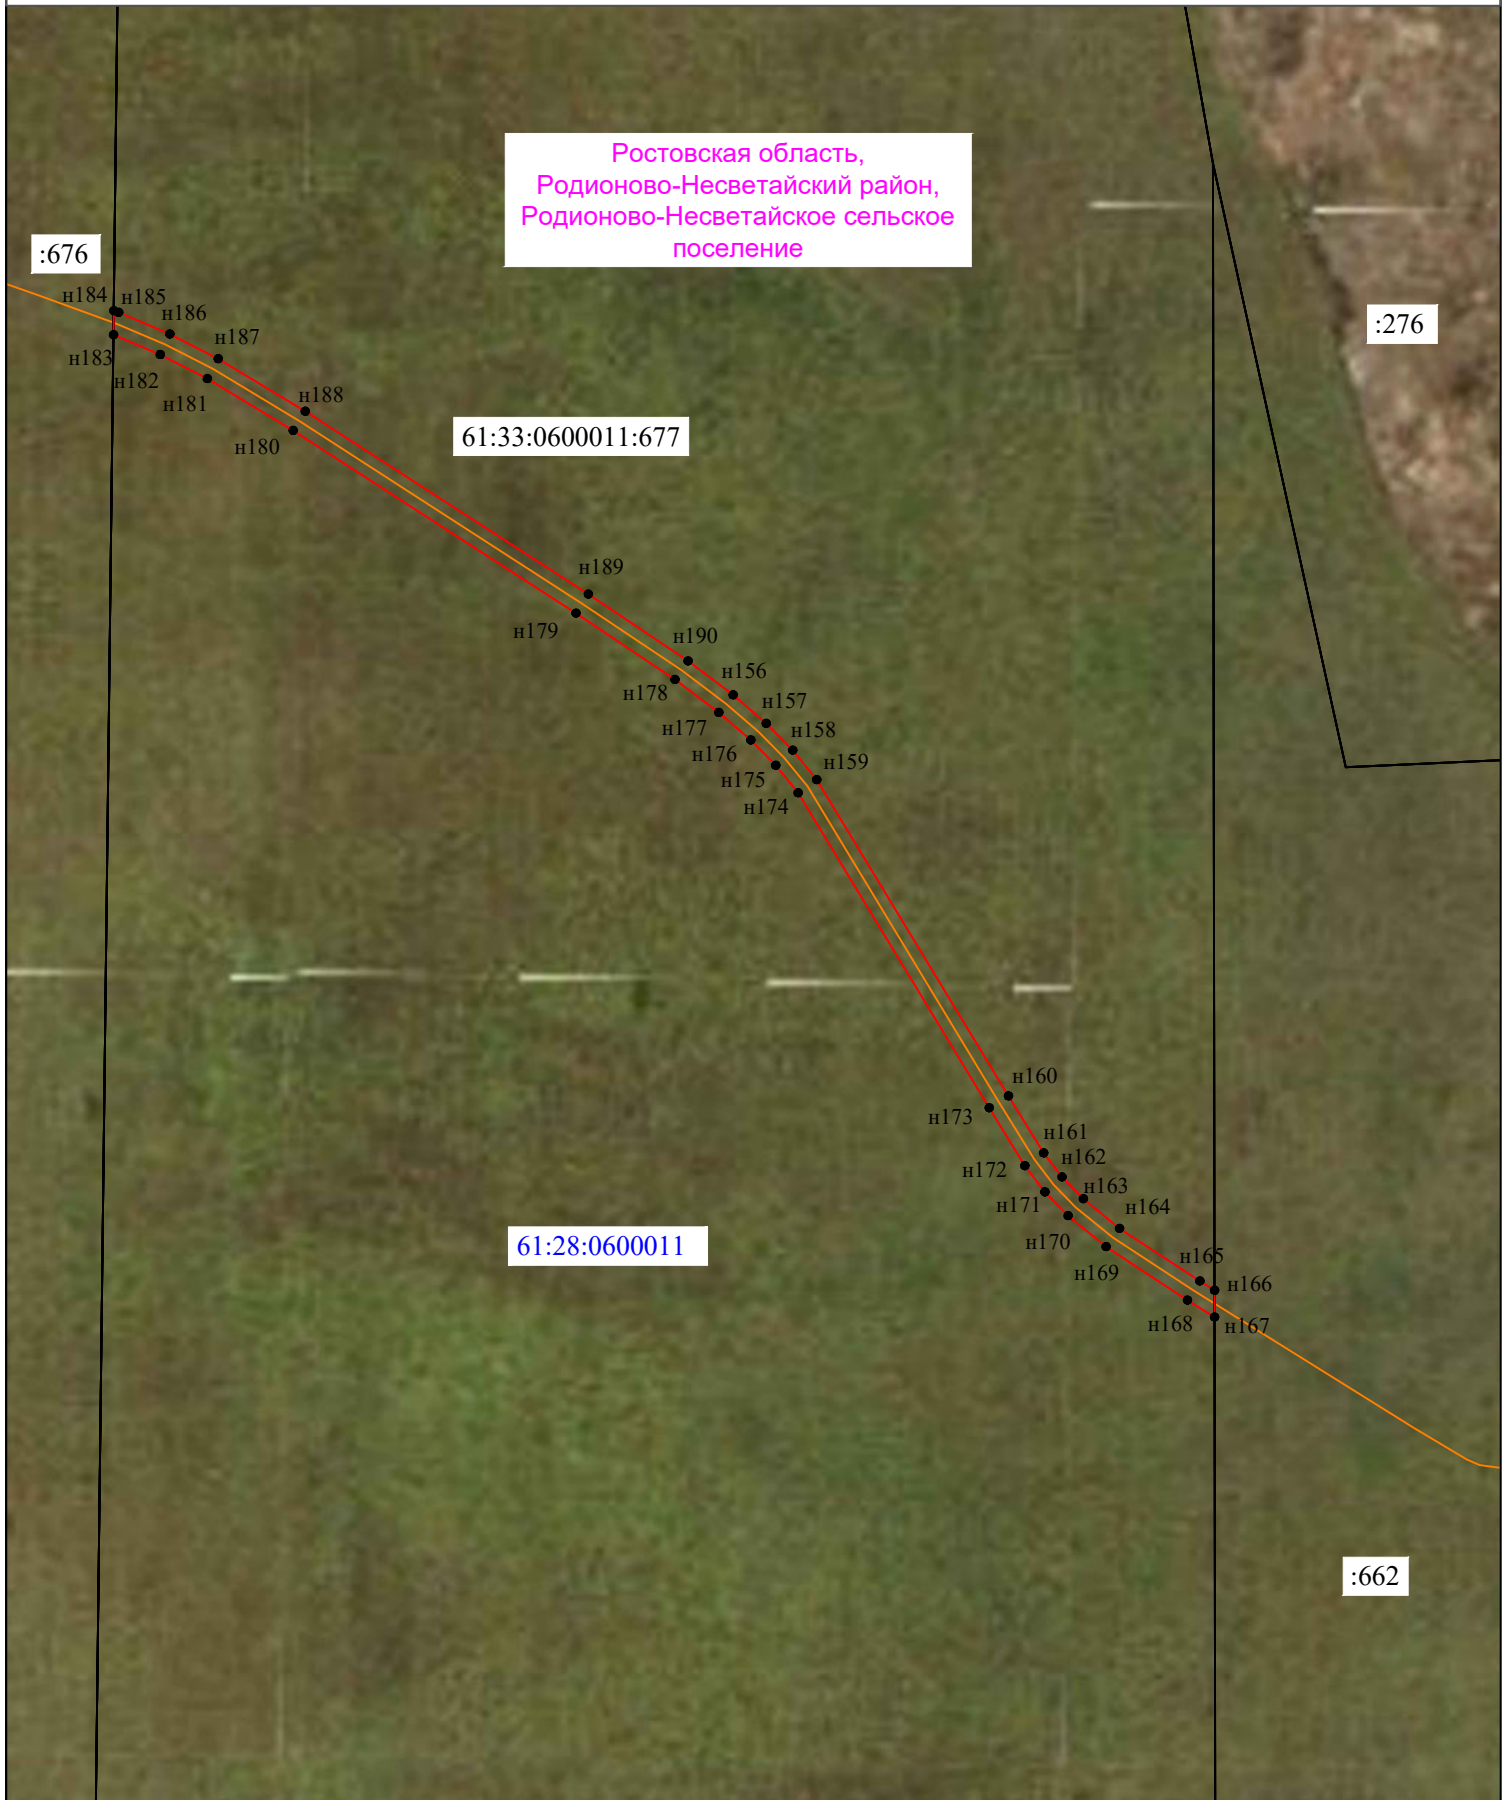 Ростовская область,
Родионово-Несветайский район,
Родионово-Несветайское сельское
поселение
:676
н184
н185
н186
:276
н187
н183
н182
н181
н188
н180
61:33:0600011:677
н189
н179
н190
н156
н178
н157
н177
н158
н176
н159
н175
н174
н160
н173
н161
н162
н172
н163
н171
н164
н170
61:28:0600011
н165
н169
н166
н168
н167
:662